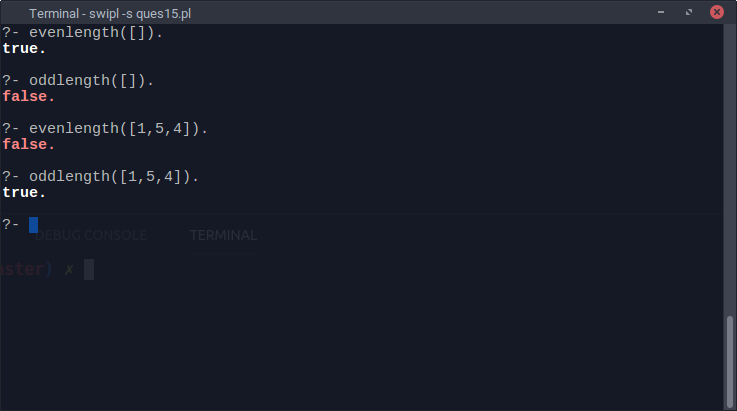 Terminal - swipl -s ques15.pl
?- evenlength([]).
true.
?- oddlength([]).
false.
?- evenlength([1,5,4]).
false.
?- oddlength([1,5,4]).
true.
?-
DEBUG CONSOLE TERMINAL
aster) ✗